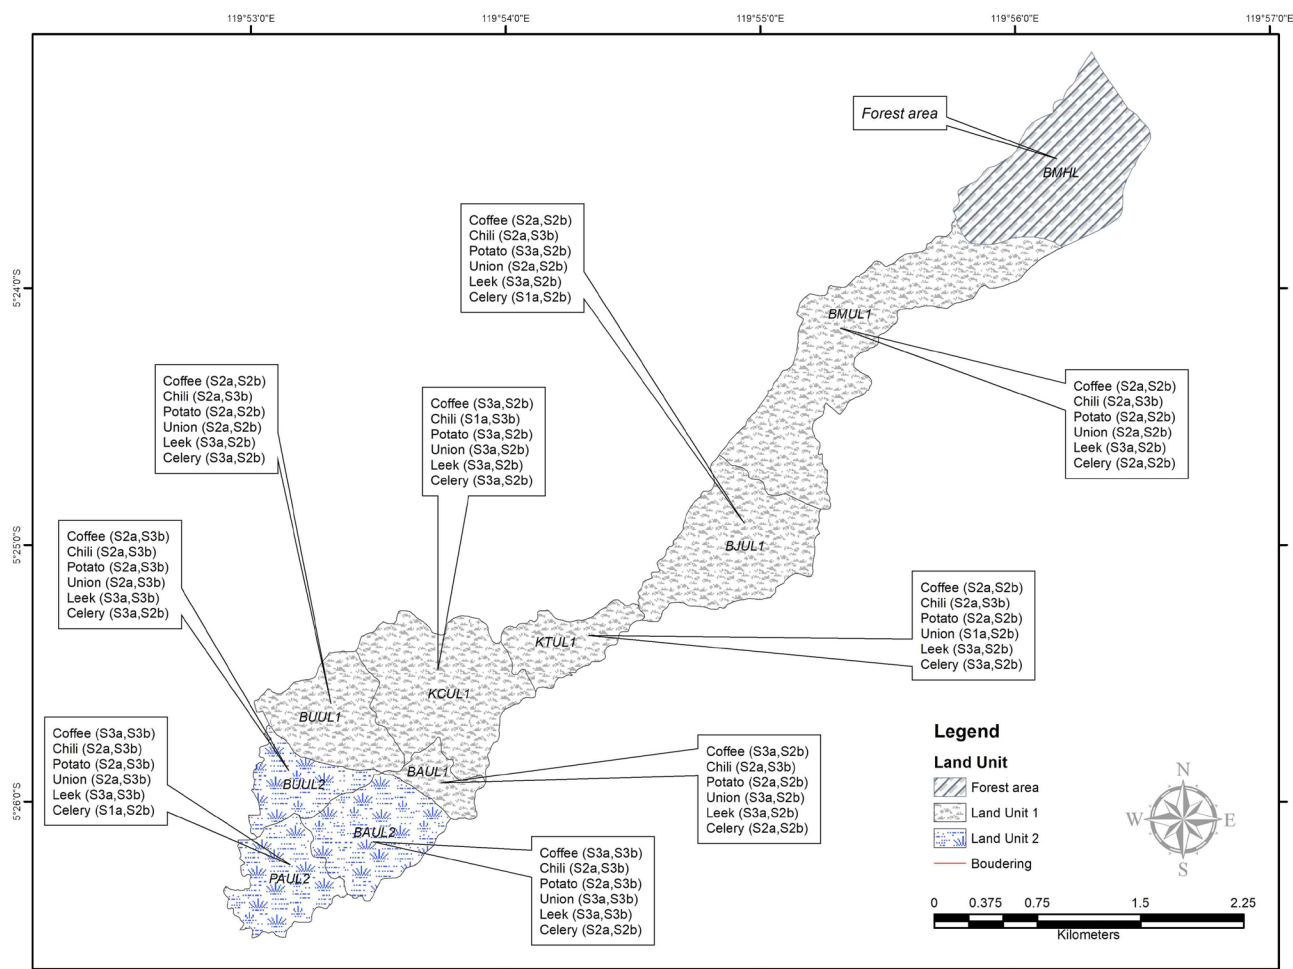 119°53'0"E
119°54'0"E
119°55'0"E
119°56'0"E
119°57'0"E
Forest area
BMHL
Coffee (S2a,S2b)
Chili (S2a,S3b)
Potato (S3a,S2b)
Union (S2a,S2b)
Leek (S3a,S2b)
Celery (S1a,S2b)
5°24'0"S
BMUL1
Coffee (S2a,S2b)
Chili (S2a,S3b)
Potato (S2a,S2b)
Union (S2a,S2b)
Leek (S3a,S2b)
Celery (S2a,S2b)
Coffee (S2a,S2b)
Chili (S2a,S3b)
Potato (S2a,S2b)
Union (S2a,S2b)
Leek (S3a,S2b)
Celery (S3a,S2b)
Coffee (S3a,S2b)
Chili (S1a,S3b)
Potato (S3a,S2b)
Union (S3a,S2b)
Leek (S3a,S2b)
Celery (S3a,S2b)
5°25'0"S
BJUL1
Coffee (S2a,S3b)
Chili (S2a,S3b)
Potato (S2a,S3b)
Union (S2a,S3b)
Leek (S3a,S3b)
Celery (S3a,S2b)
Coffee (S2a,S2b)
Chili (S2a,S3b)
Potato (S2a,S2b)
Union (S1a,S2b)
Leek (S3a,S2b)
Celery (S3a,S2b)
KTUL1
KCUL1
BUUL1
Coffee (S3a,S3b)
Chili (S2a,S3b)
Potato (S2a,S3b)
Union (S2a,S3b)
Leek (S3a,S3b)
Celery (S1a,S2b)
BAUL1
BUUL2
Coffee (S3a,S2b)
Chili (S2a,S3b)
Potato (S2a,S2b)
Union (S3a,S2b)
Leek (S3a,S2b)
Celery (S2a,S2b)
5°26'0"S
BAUL2
PAUL2
Coffee (S3a,S3b)
Chili (S2a,S3b)
Potato (S2a,S3b)
Union (S3a,S3b)
Leek (S3a,S3b)
Celery (S2a,S2b)
Legend
Land Unit
Forest area
Land Unit 1
Land Unit 2
Boudering
N
W
E
S
0 0.375 0.75 1.5 2.25
Kilometers